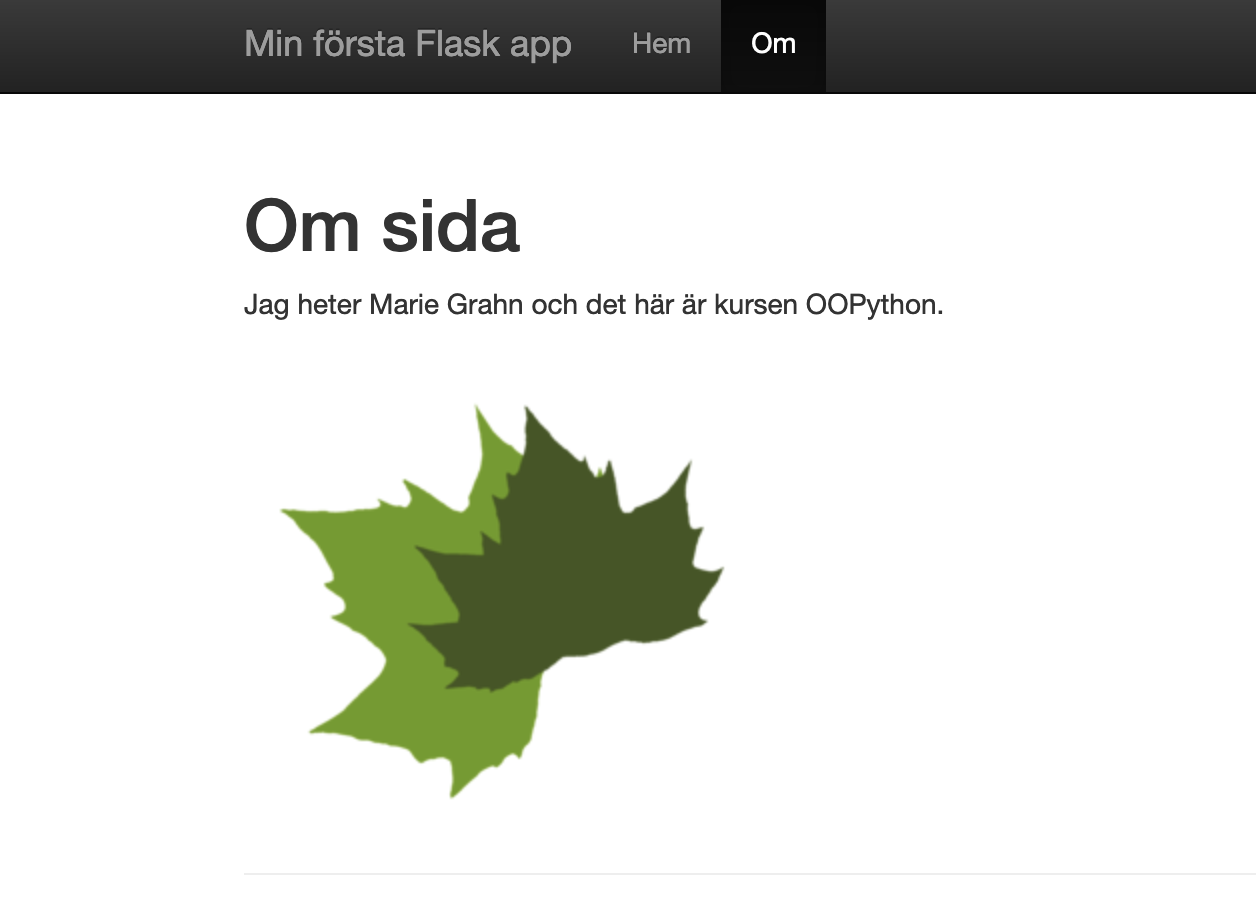 Min första Flask app Hem Om
Om sida
Jag heter Marie Grahn och det här är kursen OOPython.